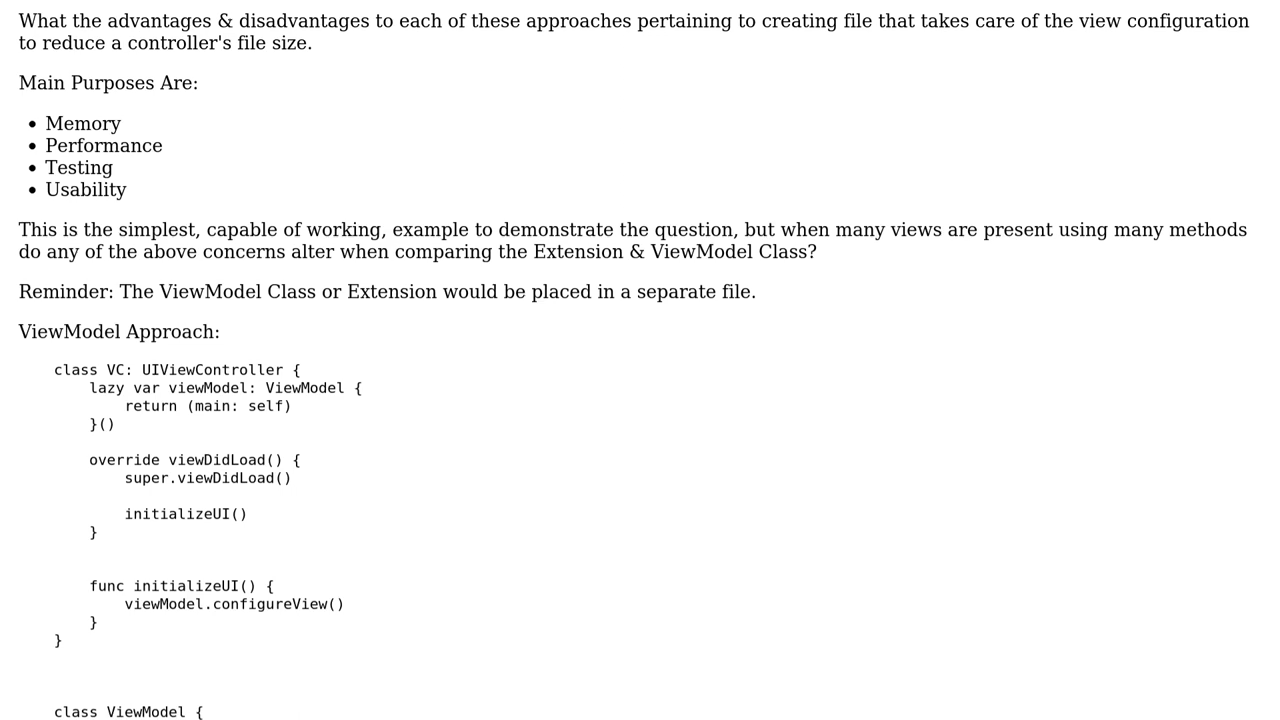 What the advantages & disadvantages to each of these approaches pertaining to creating file that takes care of the view configuration
to reduce a controller's file size.
Main Purposes Are:
• Memory
• Performance
• Testing
• Usability
This is the simplest, capable of working, example to demonstrate the question, but when many views are present using many methods
do any of the above concerns alter when comparing the Extension & ViewModel Class?
Reminder: The ViewModel Class or Extension would be placed in a separate file.
ViewModel Approach:
class VC: UIViewController {
    lazy var viewModel: ViewModel {
        return (main: self)
    }()
    override viewDidLoad() {
        super.viewDidLoad()
        initializeUI()
    }
    func initializeUI() {
        viewModel.configureView()
    }
}
class ViewModel {